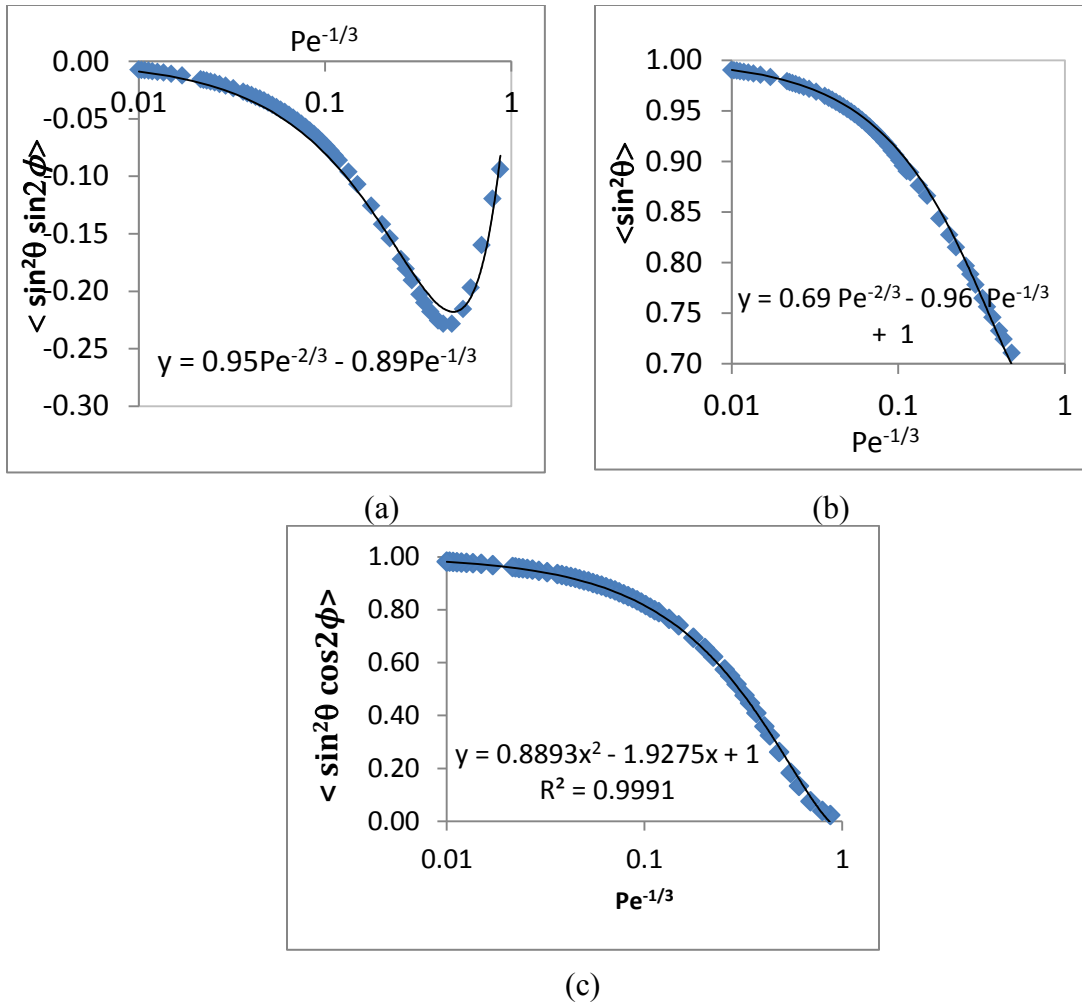 Pe⁻¹/³
0.00
0.01
0.1
1
-0.05
-0.10
-0.15
-0.20
-0.25
-0.30
< sin²θ sin2ϕ>
y = 0.95Pe⁻²/³ - 0.89Pe⁻¹/³
(a)
1.00
0.95
0.90
0.85
0.80
0.75
0.70
<sin²θ>
y = 0.69 Pe⁻²/³ - 0.96 Pe⁻¹/³
+ 1
0.01
0.1
1
Pe⁻¹/³
(b)
1.00
0.80
0.60
0.40
0.20
0.00
< sin²θ cos2ϕ>
y = 0.8893x² - 1.9275x + 1
R² = 0.9991
0.01
0.1
1
Pe⁻¹/³
(c)